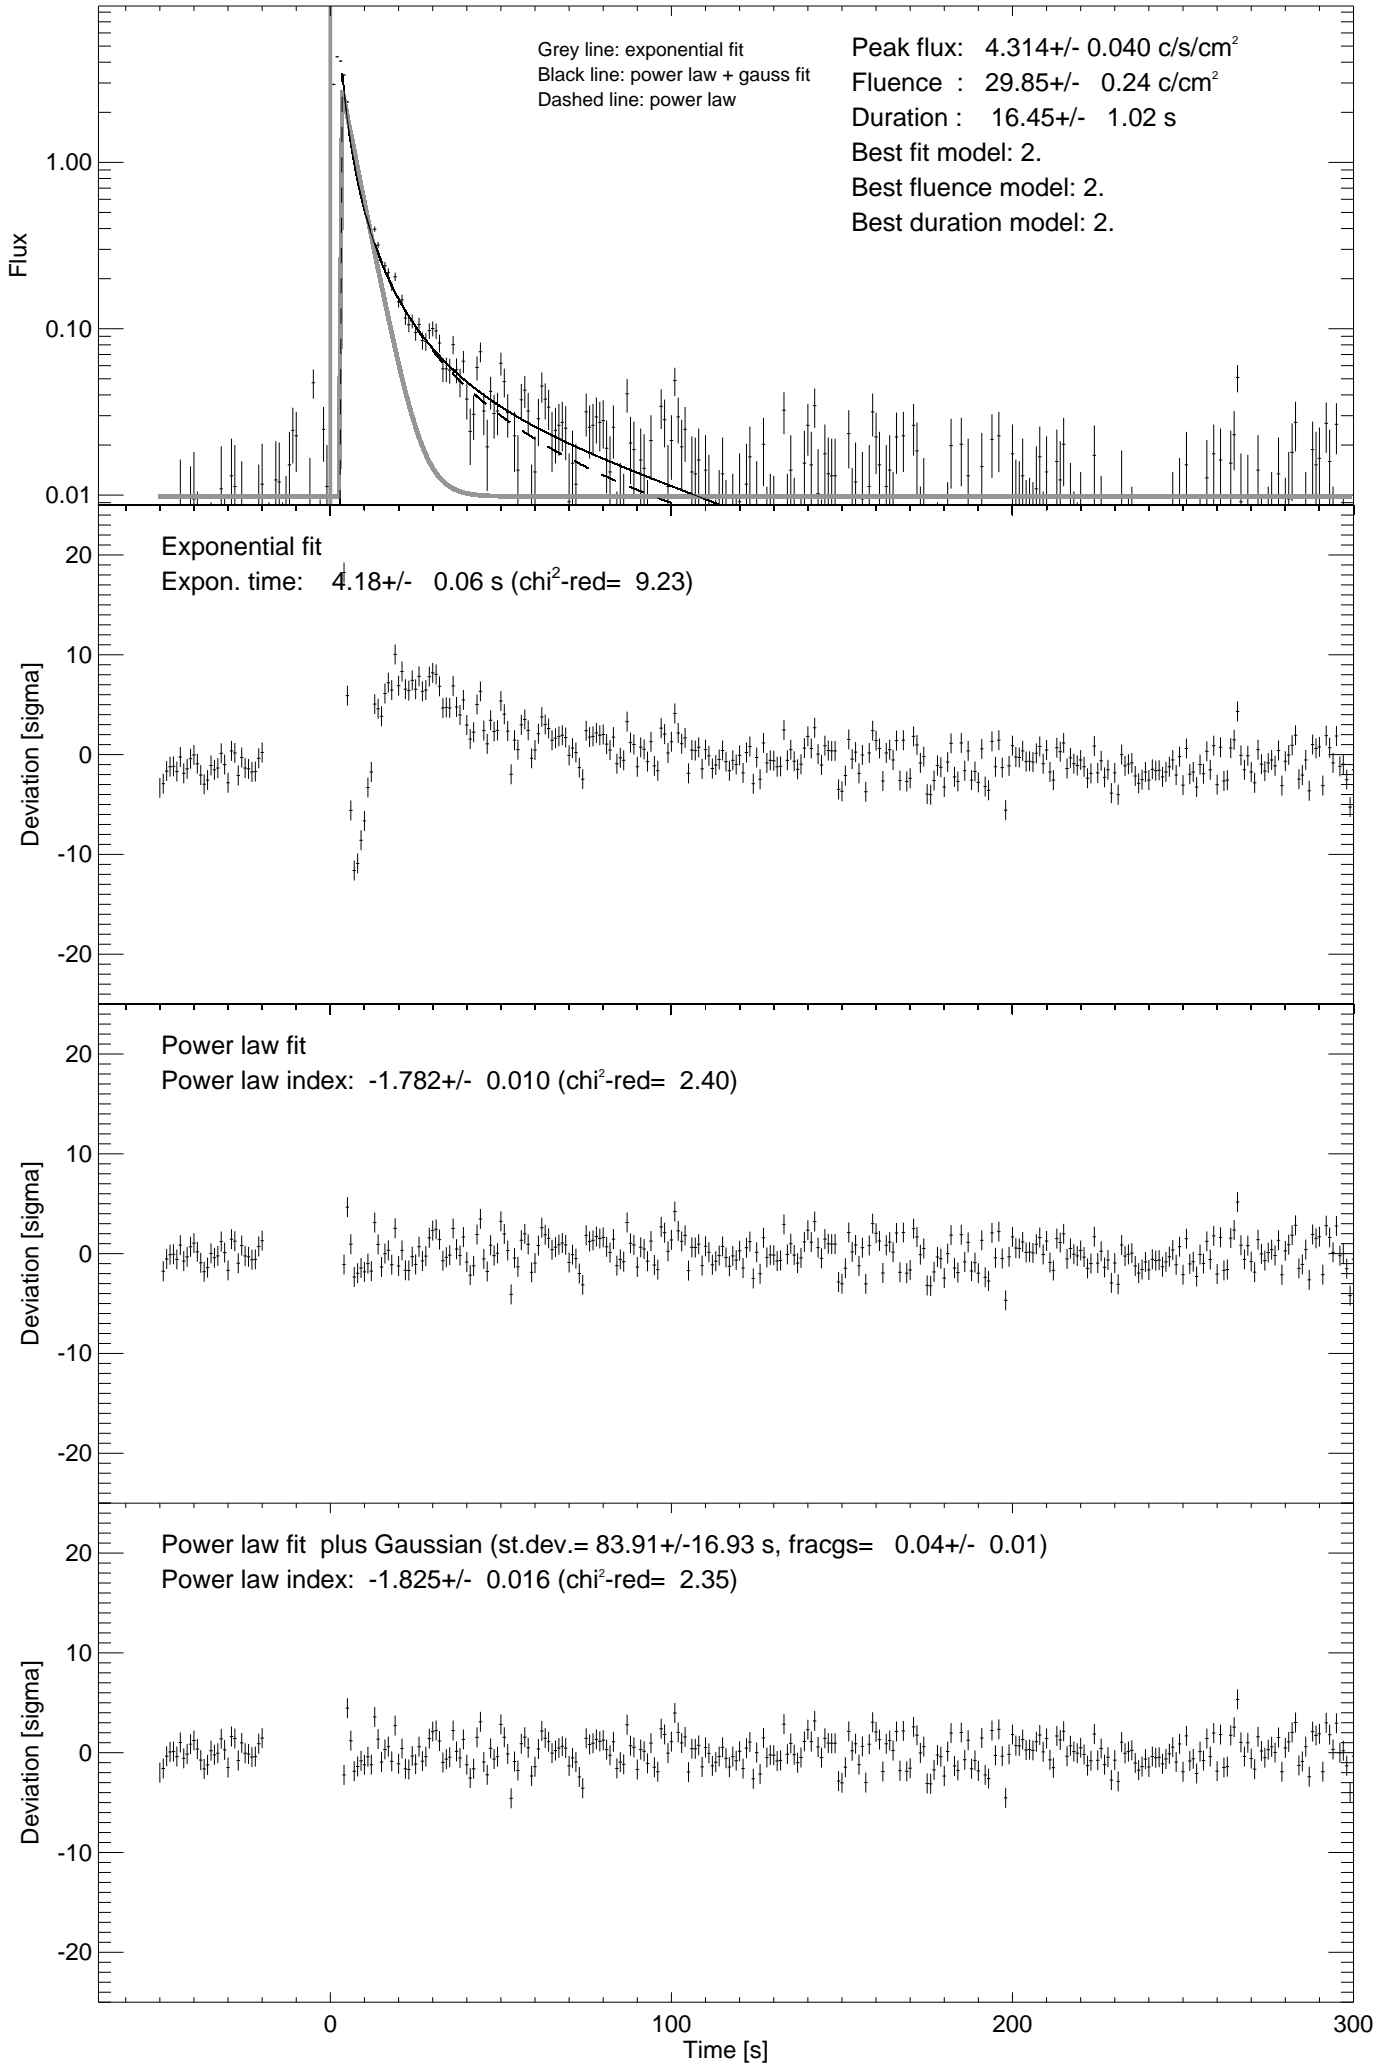 Grey line: exponential fit
Black line: power law + gauss fit
Dashed line: power law
Peak flux: 4.314+/- 0.040 c/s/cm²
Fluence : 29.85+/- 0.24 c/cm²
Duration : 16.45+/- 1.02 s
Best fit model: 2.
Best fluence model: 2.
Best duration model: 2.
1.00
0.10
0.01
Flux
Exponential fit
Expon. time: 4.18+/- 0.06 s (chi²-red= 9.23)
20
10
0
-10
-20
Deviation [sigma]
Power law fit
Power law index: -1.782+/- 0.010 (chi²-red= 2.40)
20
10
0
-10
-20
Deviation [sigma]
Power law fit plus Gaussian (st.dev.= 83.91+/-16.93 s, fracgs= 0.04+/- 0.01)
Power law index: -1.825+/- 0.016 (chi²-red= 2.35)
20
10
0
-10
-20
Deviation [sigma]
0 100 200 300
Time [s]